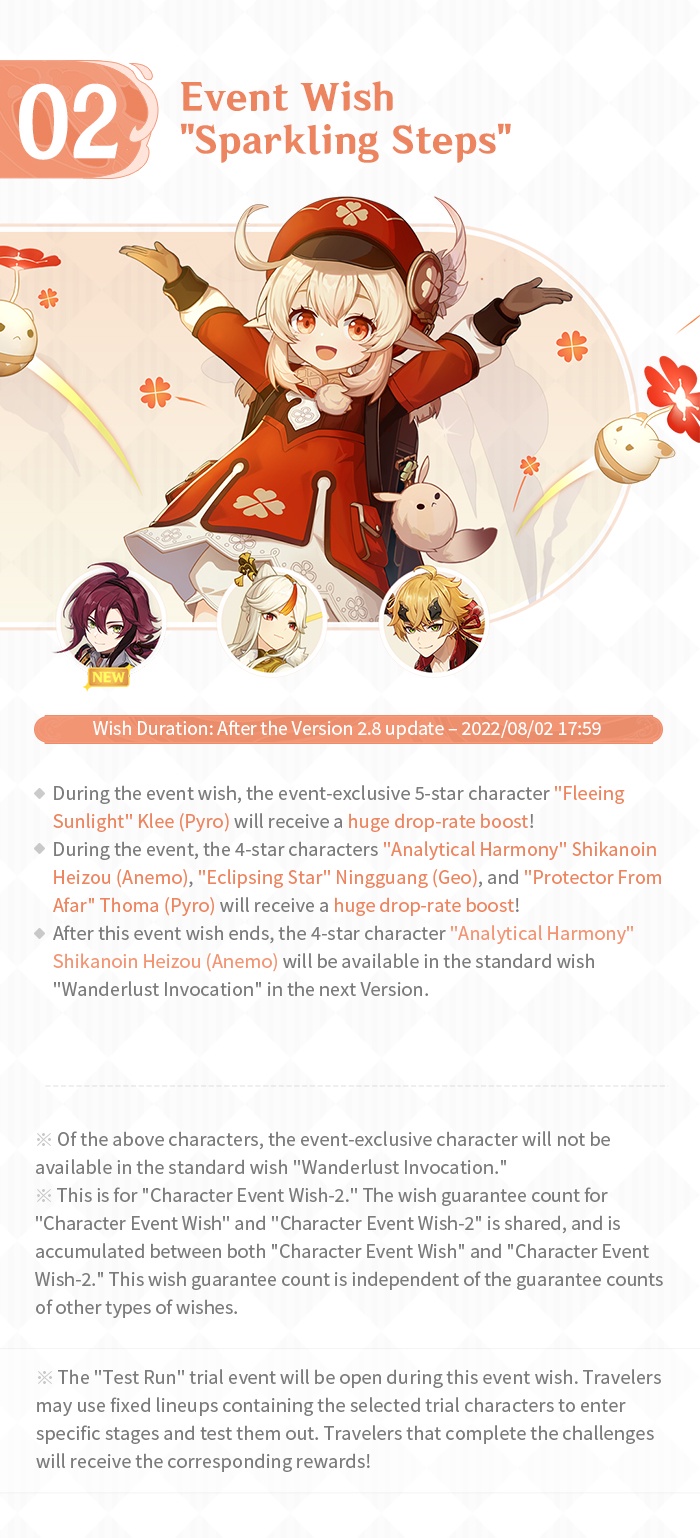 02
Event Wish
"Sparkling Steps"
NEW
Wish Duration: After the Version 2.8 update – 2022/08/02 17:59
During the event wish, the event-exclusive 5-star character "Fleeing
Sunlight" Klee (Pyro) will receive a huge drop-rate boost!
During the event, the 4-star characters "Analytical Harmony" Shikanoin
Heizou (Anemo), "Eclipsing Star" Ningguang (Geo), and "Protector From
Afar" Thoma (Pyro) will receive a huge drop-rate boost!
After this event wish ends, the 4-star character "Analytical Harmony"
Shikanoin Heizou (Anemo) will be available in the standard wish
"Wanderlust Invocation" in the next Version.
※ Of the above characters, the event-exclusive character will not be
available in the standard wish "Wanderlust Invocation."
※ This is for "Character Event Wish-2." The wish guarantee count for
"Character Event Wish" and "Character Event Wish-2" is shared, and is
accumulated between both "Character Event Wish" and "Character Event
Wish-2." This wish guarantee count is independent of the guarantee counts
of other types of wishes.
※ The "Test Run" trial event will be open during this event wish. Travelers
may use fixed lineups containing the selected trial characters to enter
specific stages and test them out. Travelers that complete the challenges
will receive the corresponding rewards!